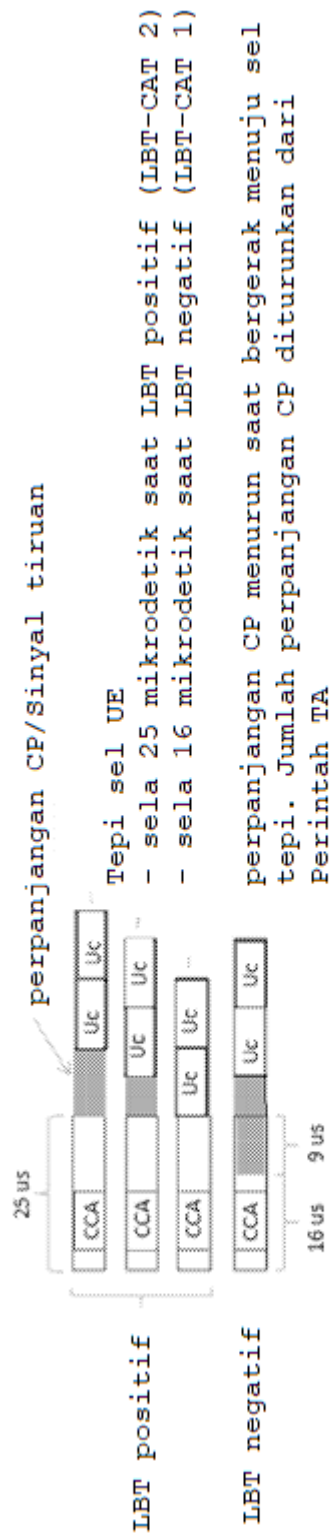 perpanjangan CP/Sinyal tiruan
25 us
LBT positif
CCA Uc Uc ...
CCA Uc Uc ...
CCA Uc Uc ...
LBT negatif
CCA Uc Uc
16 us 9 us
Tepi sel UE
- sela 25 mikrodetik saat LBT positif (LBT-CAT 2)
- sela 16 mikrodetik saat LBT negatif (LBT-CAT 1)
perpanjangan CP menurun saat bergerak menuju sel
tepi. Jumlah perpanjangan CP diturunkan dari
Perintah TA